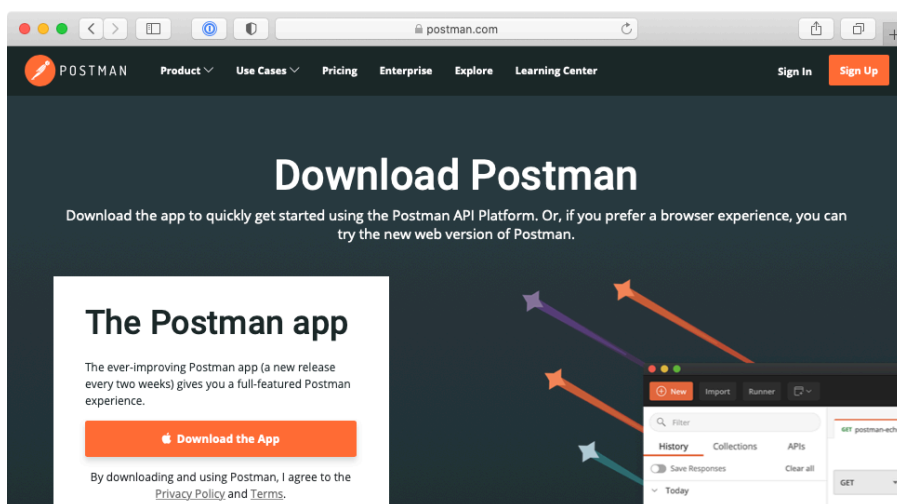 postman.com
POSTMAN Product Use Cases Pricing Enterprise Explore Learning Center Sign In Sign Up
Download Postman
Download the app to quickly get started using the Postman API Platform. Or, if you prefer a browser experience, you can
try the new web version of Postman.
The Postman app
The ever-improving Postman app (a new release
every two weeks) gives you a full-featured Postman
experience.
Download the App
By downloading and using Postman, I agree to the
Privacy Policy and Terms.
New Import Runner
Filter
History Collections APIs
Save Responses Clear all
Today
GET postman-ech
GET